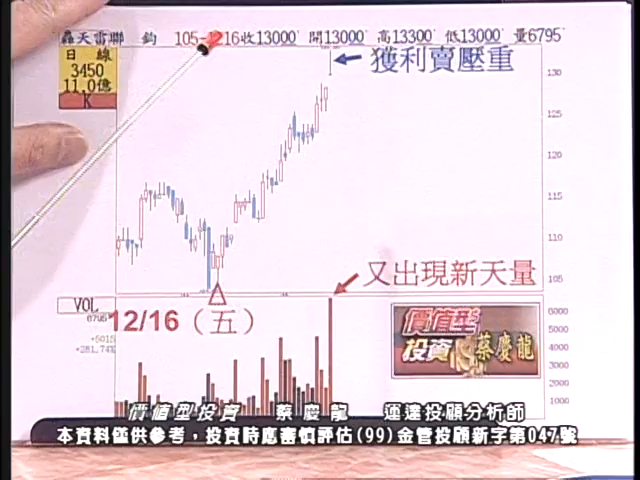 聯鈞 105-1216收13000 開13000 高13300 低13000 量6795
日線
3450
11.0億
K
獲利賣壓重
130
125
120
115
110
105
又出現新天量
VOL
6795
+5015
+281.74%
12/16（五）
6000
5000
4000
3000
2000
1000
價值型
投資
蔡慶龍
價值型投資 蔡慶龍 運達投顧分析師
本資料僅供參考，投資時應審慎評估(99)金管投顧新字第047號